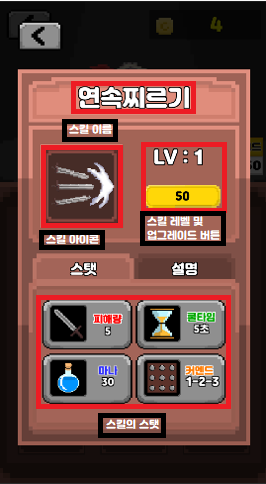 4
연속찌르기
스킬 이름
LV : 1
50
스킬 아이콘
스킬 레벨 및
업그레이드 버튼
스탯
설명
피해량
5
쿨타임
5초
마나
30
커맨드
1-2-3
스킬의 스탯